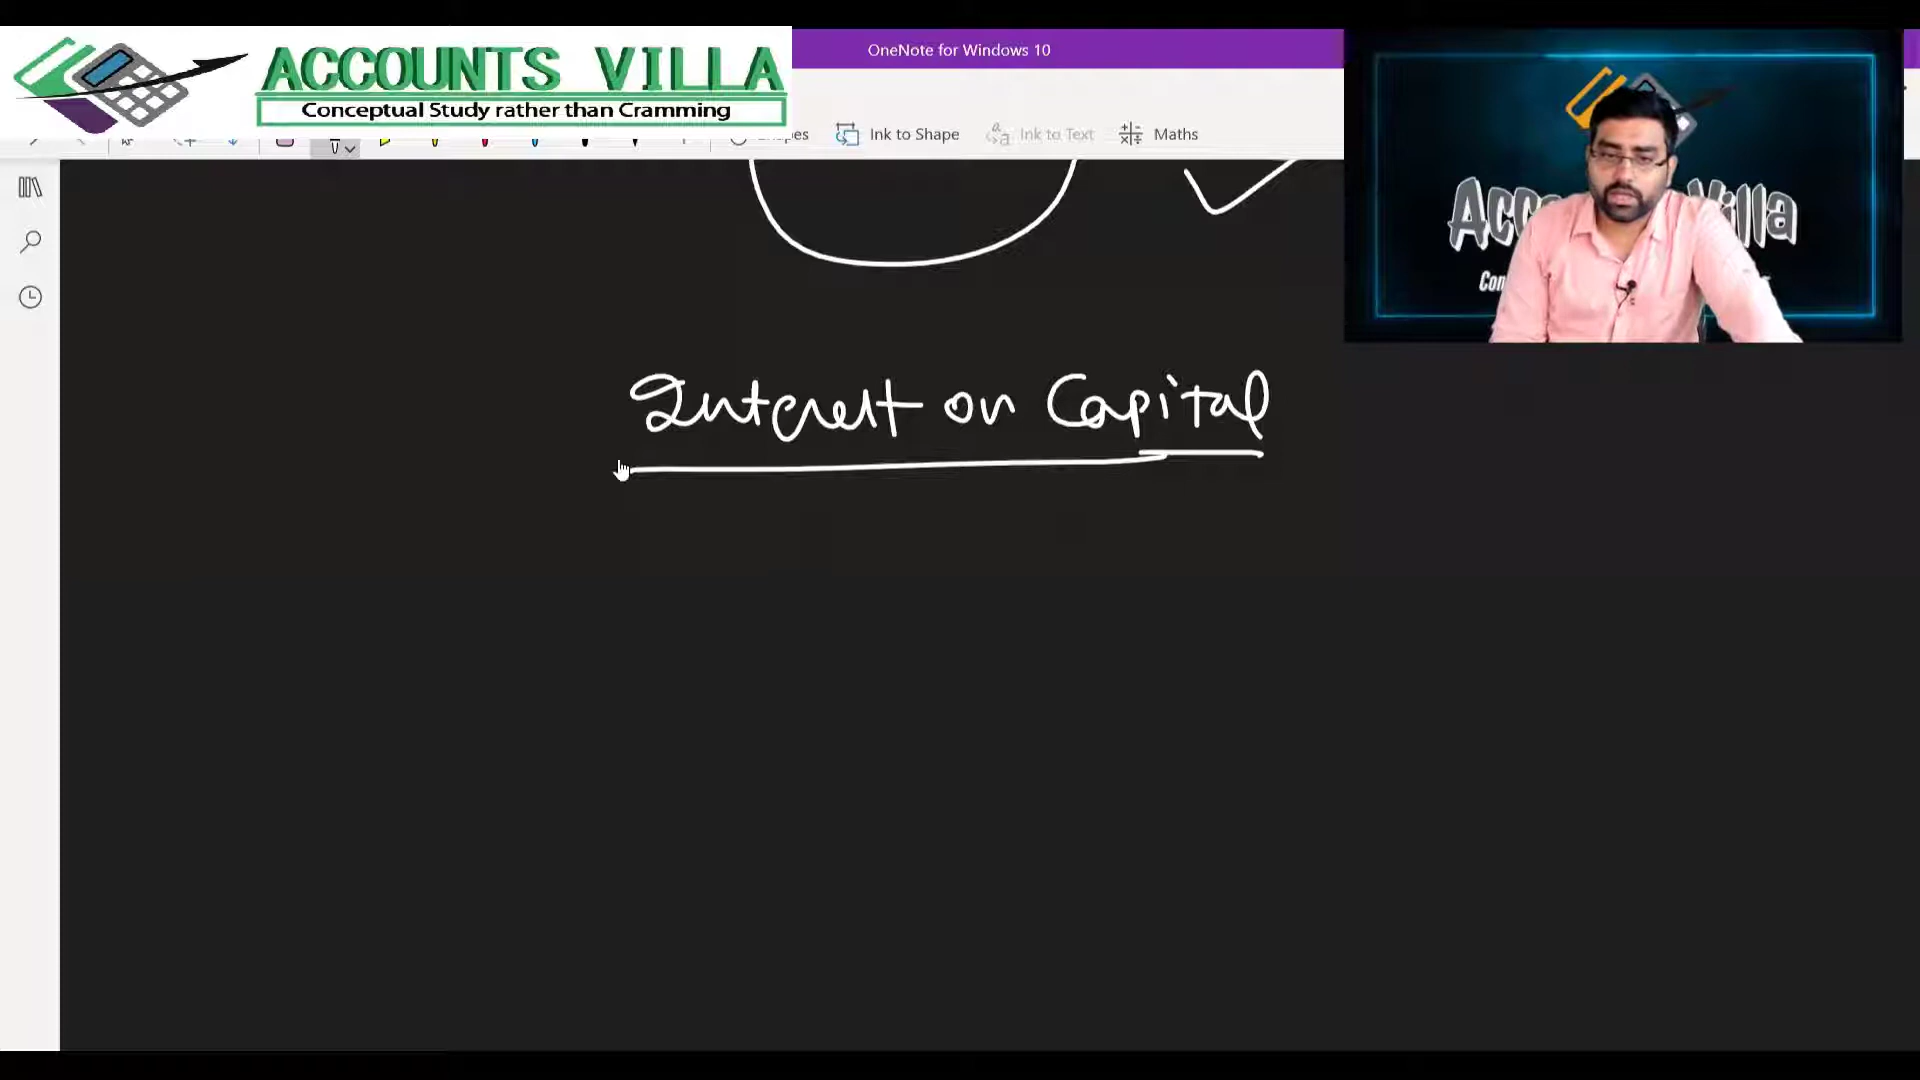 ACCOUNTS VILLA
Conceptual Study rather than Cramming
OneNote for Windows 10
Ink to Shape
Ink to Text
Maths
Villa
Interest on Capital